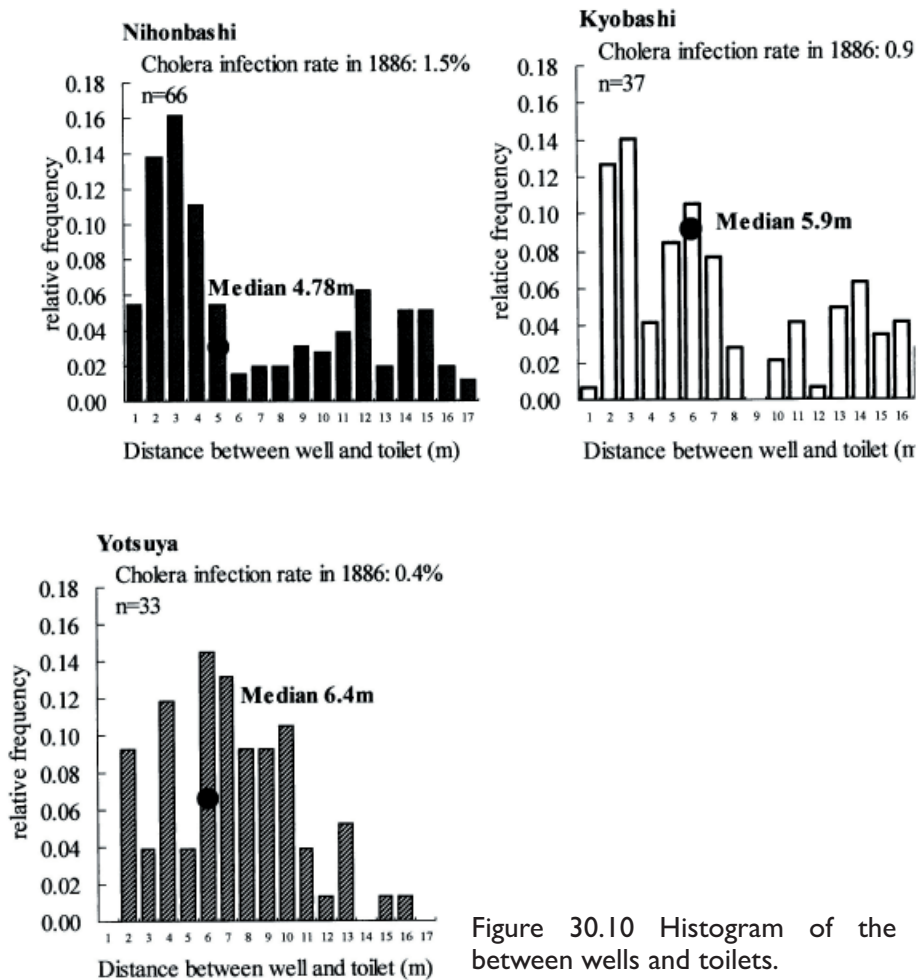 Nihonbashi
Cholera infection rate in 1886: 1.5%
n=66
0.18
0.16
0.14
0.12
0.10
0.08
0.06
0.04
0.02
0.00
relative frequency
Median 4.78m
1 2 3 4 5 6 7 8 9 10 11 12 13 14 15 16 17
Distance between well and toilet (m)
Kyobashi
Cholera infection rate in 1886: 0.9
n=37
0.18
0.16
0.14
0.12
0.10
0.08
0.06
0.04
0.02
0.00
relatice frequency
Median 5.9m
1 2 3 4 5 6 7 8 9 10 11 12 13 14 15 16
Distance between well and toilet (m
Yotsuya
Cholera infection rate in 1886: 0.4%
n=33
0.18
0.16
0.14
0.12
0.10
0.08
0.06
0.04
0.02
0.00
relative frequency
Median 6.4m
1 2 3 4 5 6 7 8 9 10 11 12 13 14 15 16 17
Distance between well and toilet (m)
Figure 30.10 Histogram of the
between wells and toilets.